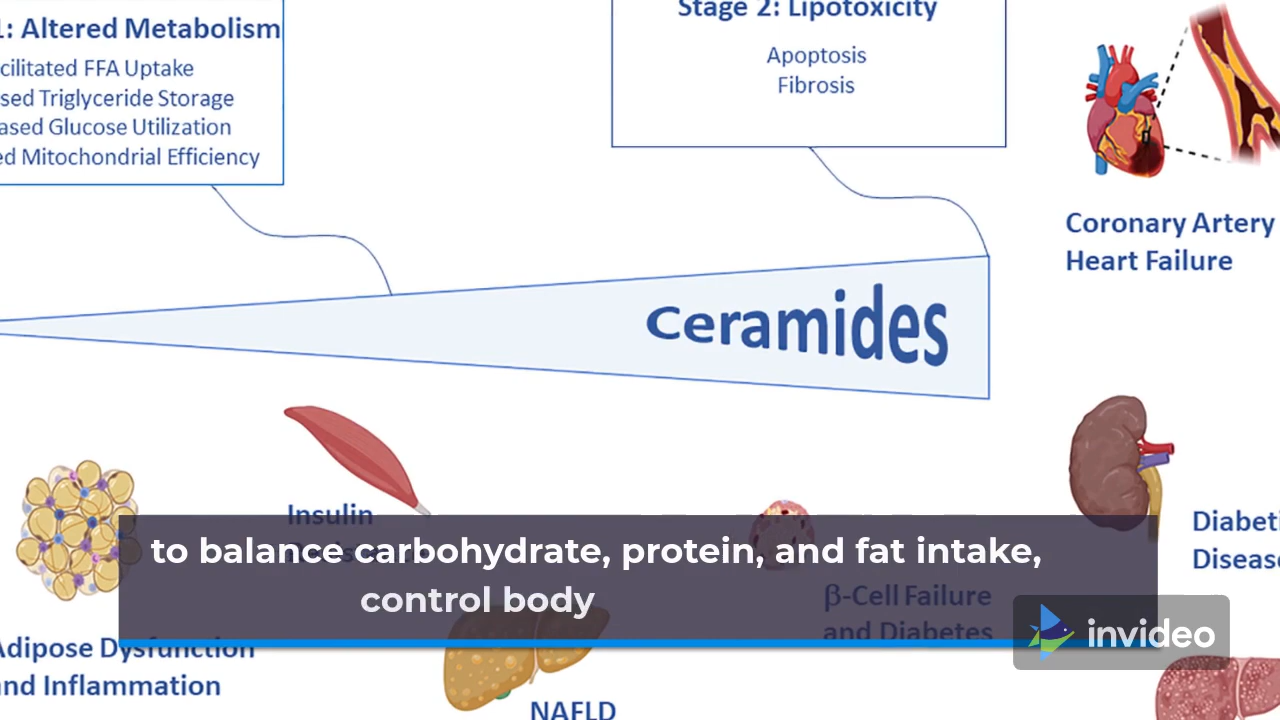 1: Altered Metabolism
cilitated FFA Uptake
sed Triglyceride Storage
ased Glucose Utilization
ed Mitochondrial Efficiency
Stage 2: Lipotoxicity
Apoptosis
Fibrosis
Coronary Artery
Heart Failure
Ceramides
Insulin
Diabeti
Disease
to balance carbohydrate, protein, and fat intake,
control body
β-Cell Failure
and Diabetes
invideo
Adipose Dysfunction
and Inflammation
NAFLD